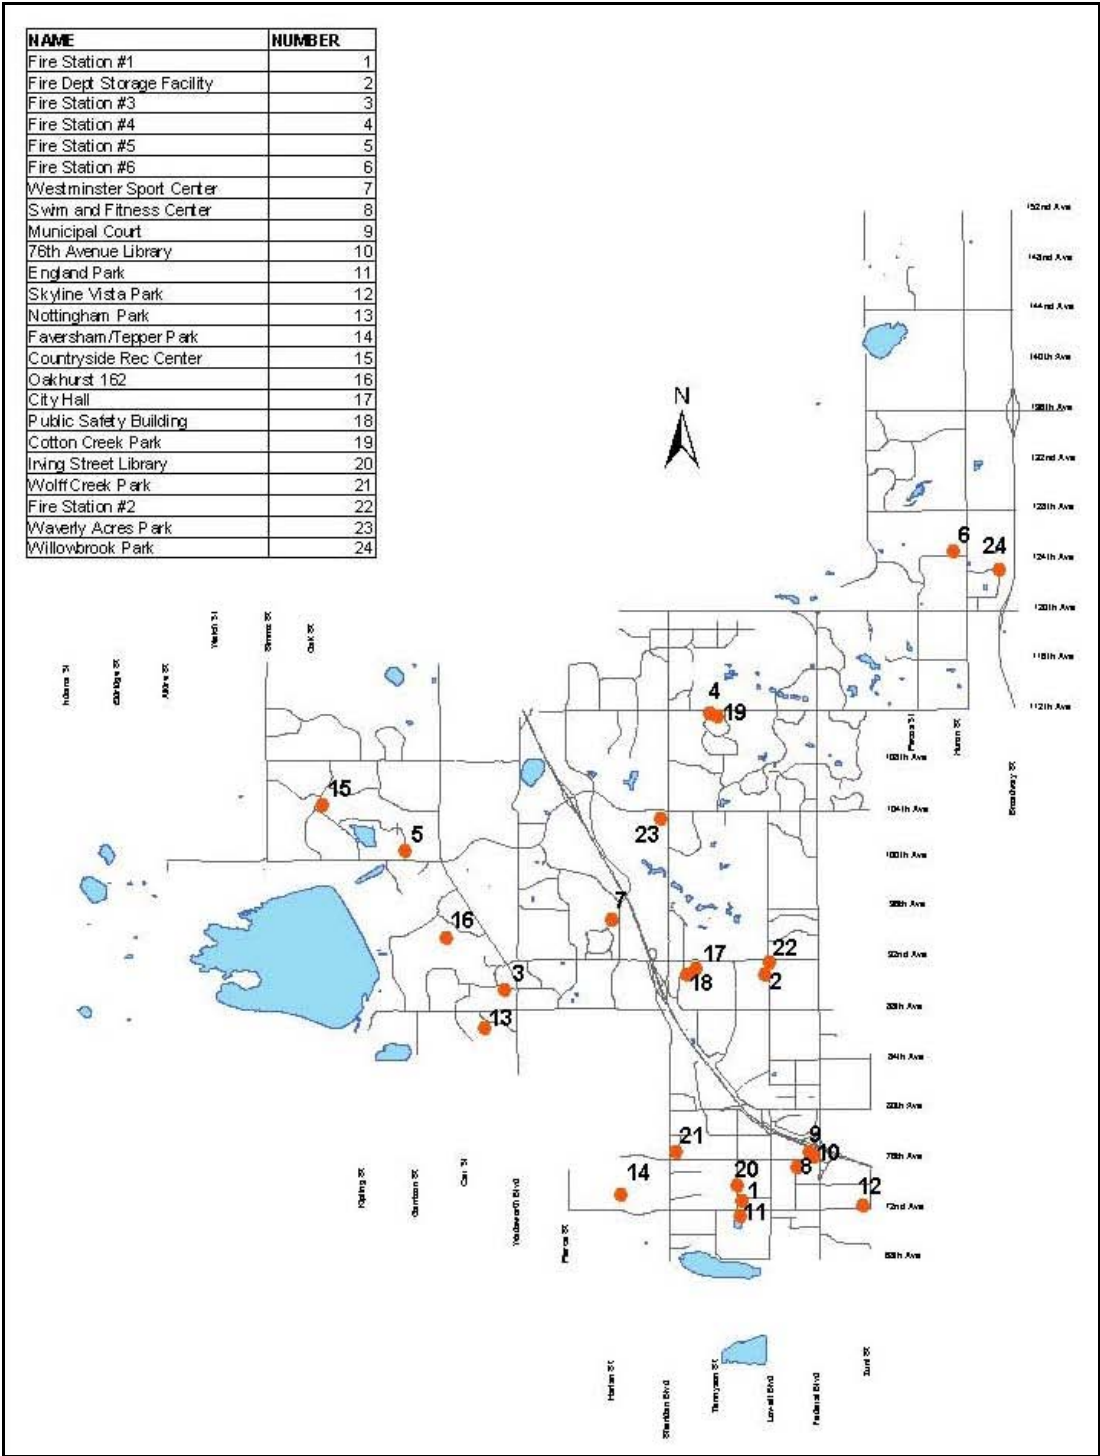 NAME NUMBER
Fire Station #1 1
Fire Dept Storage Facility 2
Fire Station #3 3
Fire Station #4 4
Fire Station #5 5
Fire Station #6 6
Westminster Sport Center 7
Swim and Fitness Center 8
Municipal Court 9
76th Avenue Library 10
England Park 11
Skyline Vista Park 12
Nottingham Park 13
Faversham/Tepper Park 14
Countryside Rec Center 15
Oakhurst 162 16
City Hall 17
Public Safety Building 18
Cotton Creek Park 19
Irving Street Library 20
Wolff Creek Park 21
Fire Station #2 22
Waverly Acres Park 23
Willowbrook Park 24
152nd Ave
148nd Ave
144nd Ave
140th Ave
N
136th Ave
132nd Ave
128th Ave
6
24
124th Ave
120th Ave
Simms St
Oak St
Eldridge St
Alkire St
116th Ave
4
19
112th Ave
Pecos St
Huron St
108th Ave
Broadway St
15
104th Ave
23
5
100th Ave
96th Ave
7
16
92nd Ave
17
22
3
18
2
88th Ave
13
84th Ave
80th Ave
9
21
10
76th Ave
8
14
20
12
1
72nd Ave
11
68th Ave
Kipling St
Garrison St
Carr St
Wadsworth Blvd
Pierce St
Harlan St
Sheridan Blvd
Tennyson St
Lowell Blvd
Federal Blvd
Zuni St